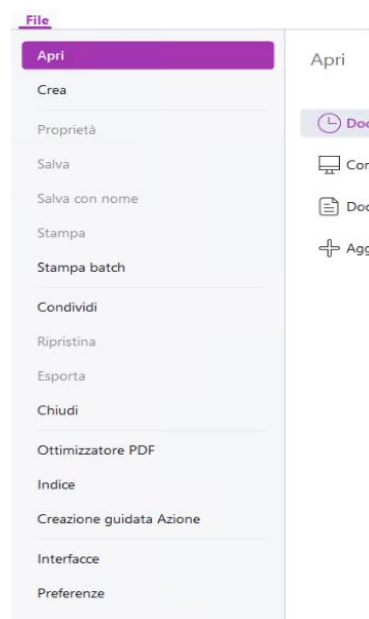 File
Apri
Crea
Proprietà
Salva
Salva con nome
Stampa
Stampa batch
Condividi
Ripristina
Esporta
Chiudi
Ottimizzatore PDF
Indice
Creazione guidata Azione
Interfacce
Preferenze
Apri